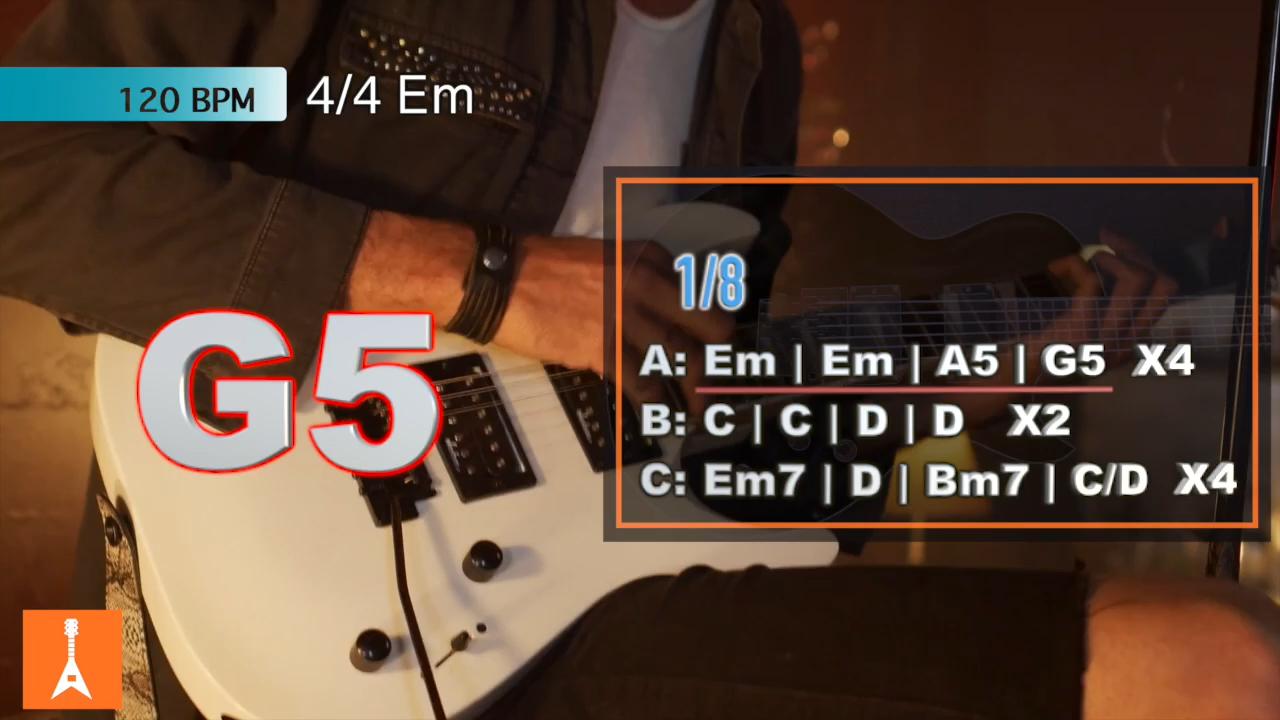 120 BPM 4/4 Em
G5
1/8
A: Em | Em | A5 | G5 X4
B: C | C | D | D X2
C: Em7 | D | Bm7 | C/D X4